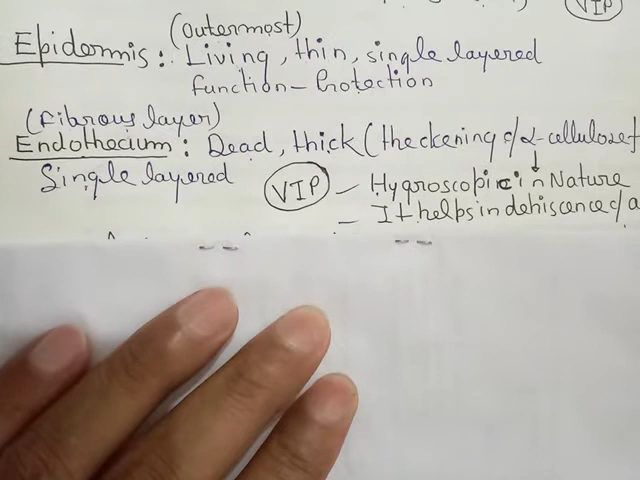 VIP
(Outermost)
Epidermis: Living, thin, single layered
function - Protection
(Fibrous layer)
Endothecium: Dead, thick (theckening of α-cellulose f
Single layered VIP - Hygroscopic in Nature
- It helps in dehiscence of a